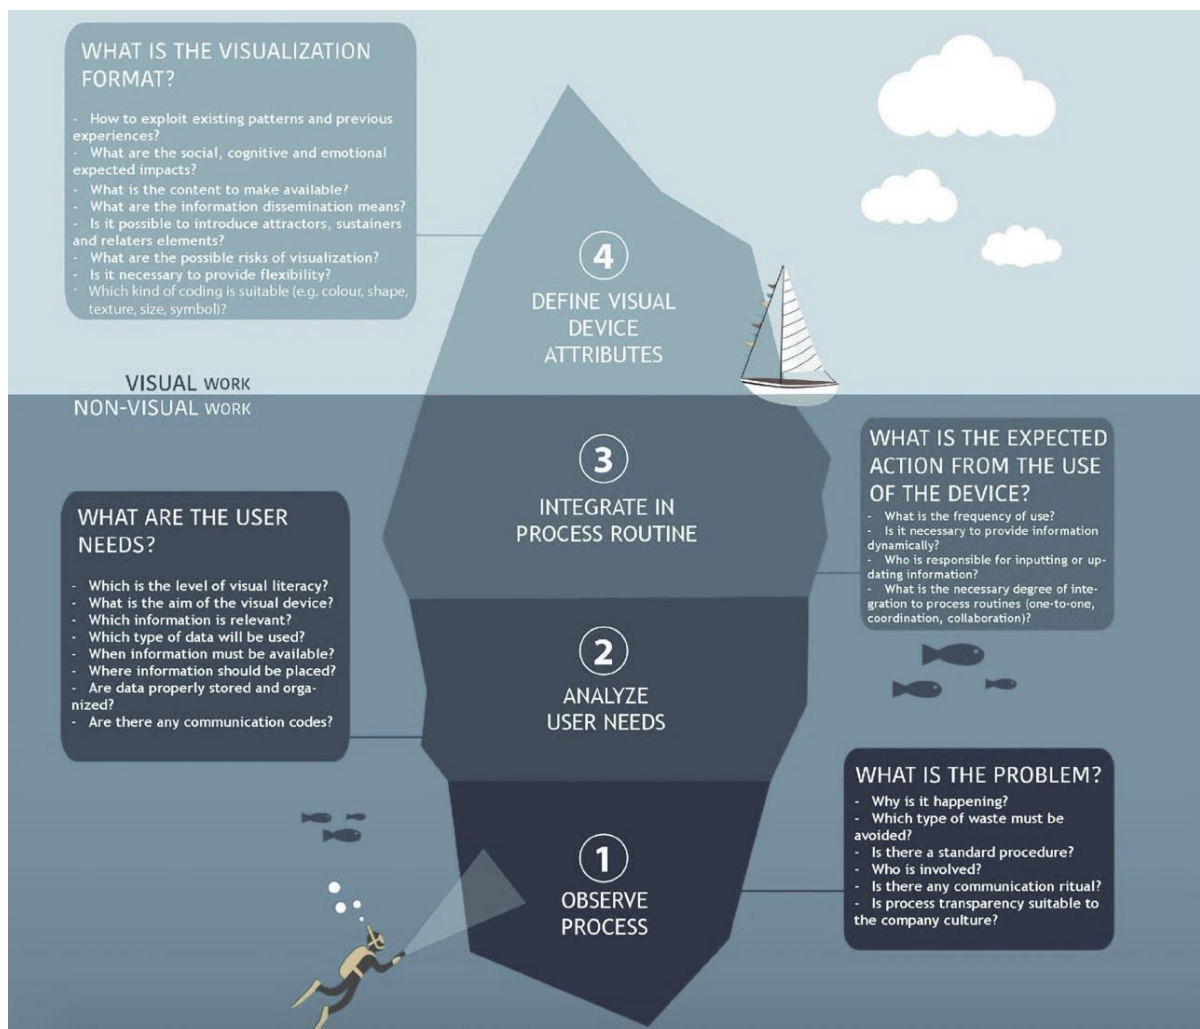 WHAT IS THE VISUALIZATION
FORMAT?
- How to exploit existing patterns and previous
experiences?
- What are the social, cognitive and emotional
expected impacts?
- What is the content to make available?
- What are the information dissemination means?
- Is it possible to introduce attractors, sustainers
and relaters elements?
- What are the possible risks of visualization?
- Is it necessary to provide flexibility?
- Which kind of coding is suitable (e.g. colour, shape,
texture, size, symbol)?
4
DEFINE VISUAL
DEVICE
ATTRIBUTES
VISUAL WORK
NON-VISUAL WORK
3
INTEGRATE IN
PROCESS ROUTINE
WHAT IS THE EXPECTED
ACTION FROM THE USE
OF THE DEVICE?
- What is the frequency of use?
- Is it necessary to provide information
dynamically?
- Who is responsible for inputting or up-
dating information?
- What is the necessary degree of inte-
gration to process routines (one-to-one,
coordination, collaboration)?
WHAT ARE THE USER
NEEDS?
- Which is the level of visual literacy?
- What is the aim of the visual device?
- Which information is relevant?
- Which type of data will be used?
- When information must be available?
- Where information should be placed?
- Are data properly stored and orga-
nized?
- Are there any communication codes?
2
ANALYZE
USER NEEDS
WHAT IS THE PROBLEM?
- Why is it happening?
- Which type of waste must be
avoided?
- Is there a standard procedure?
- Who is involved?
- Is there any communication ritual?
- Is process transparency suitable to
the company culture?
1
OBSERVE
PROCESS